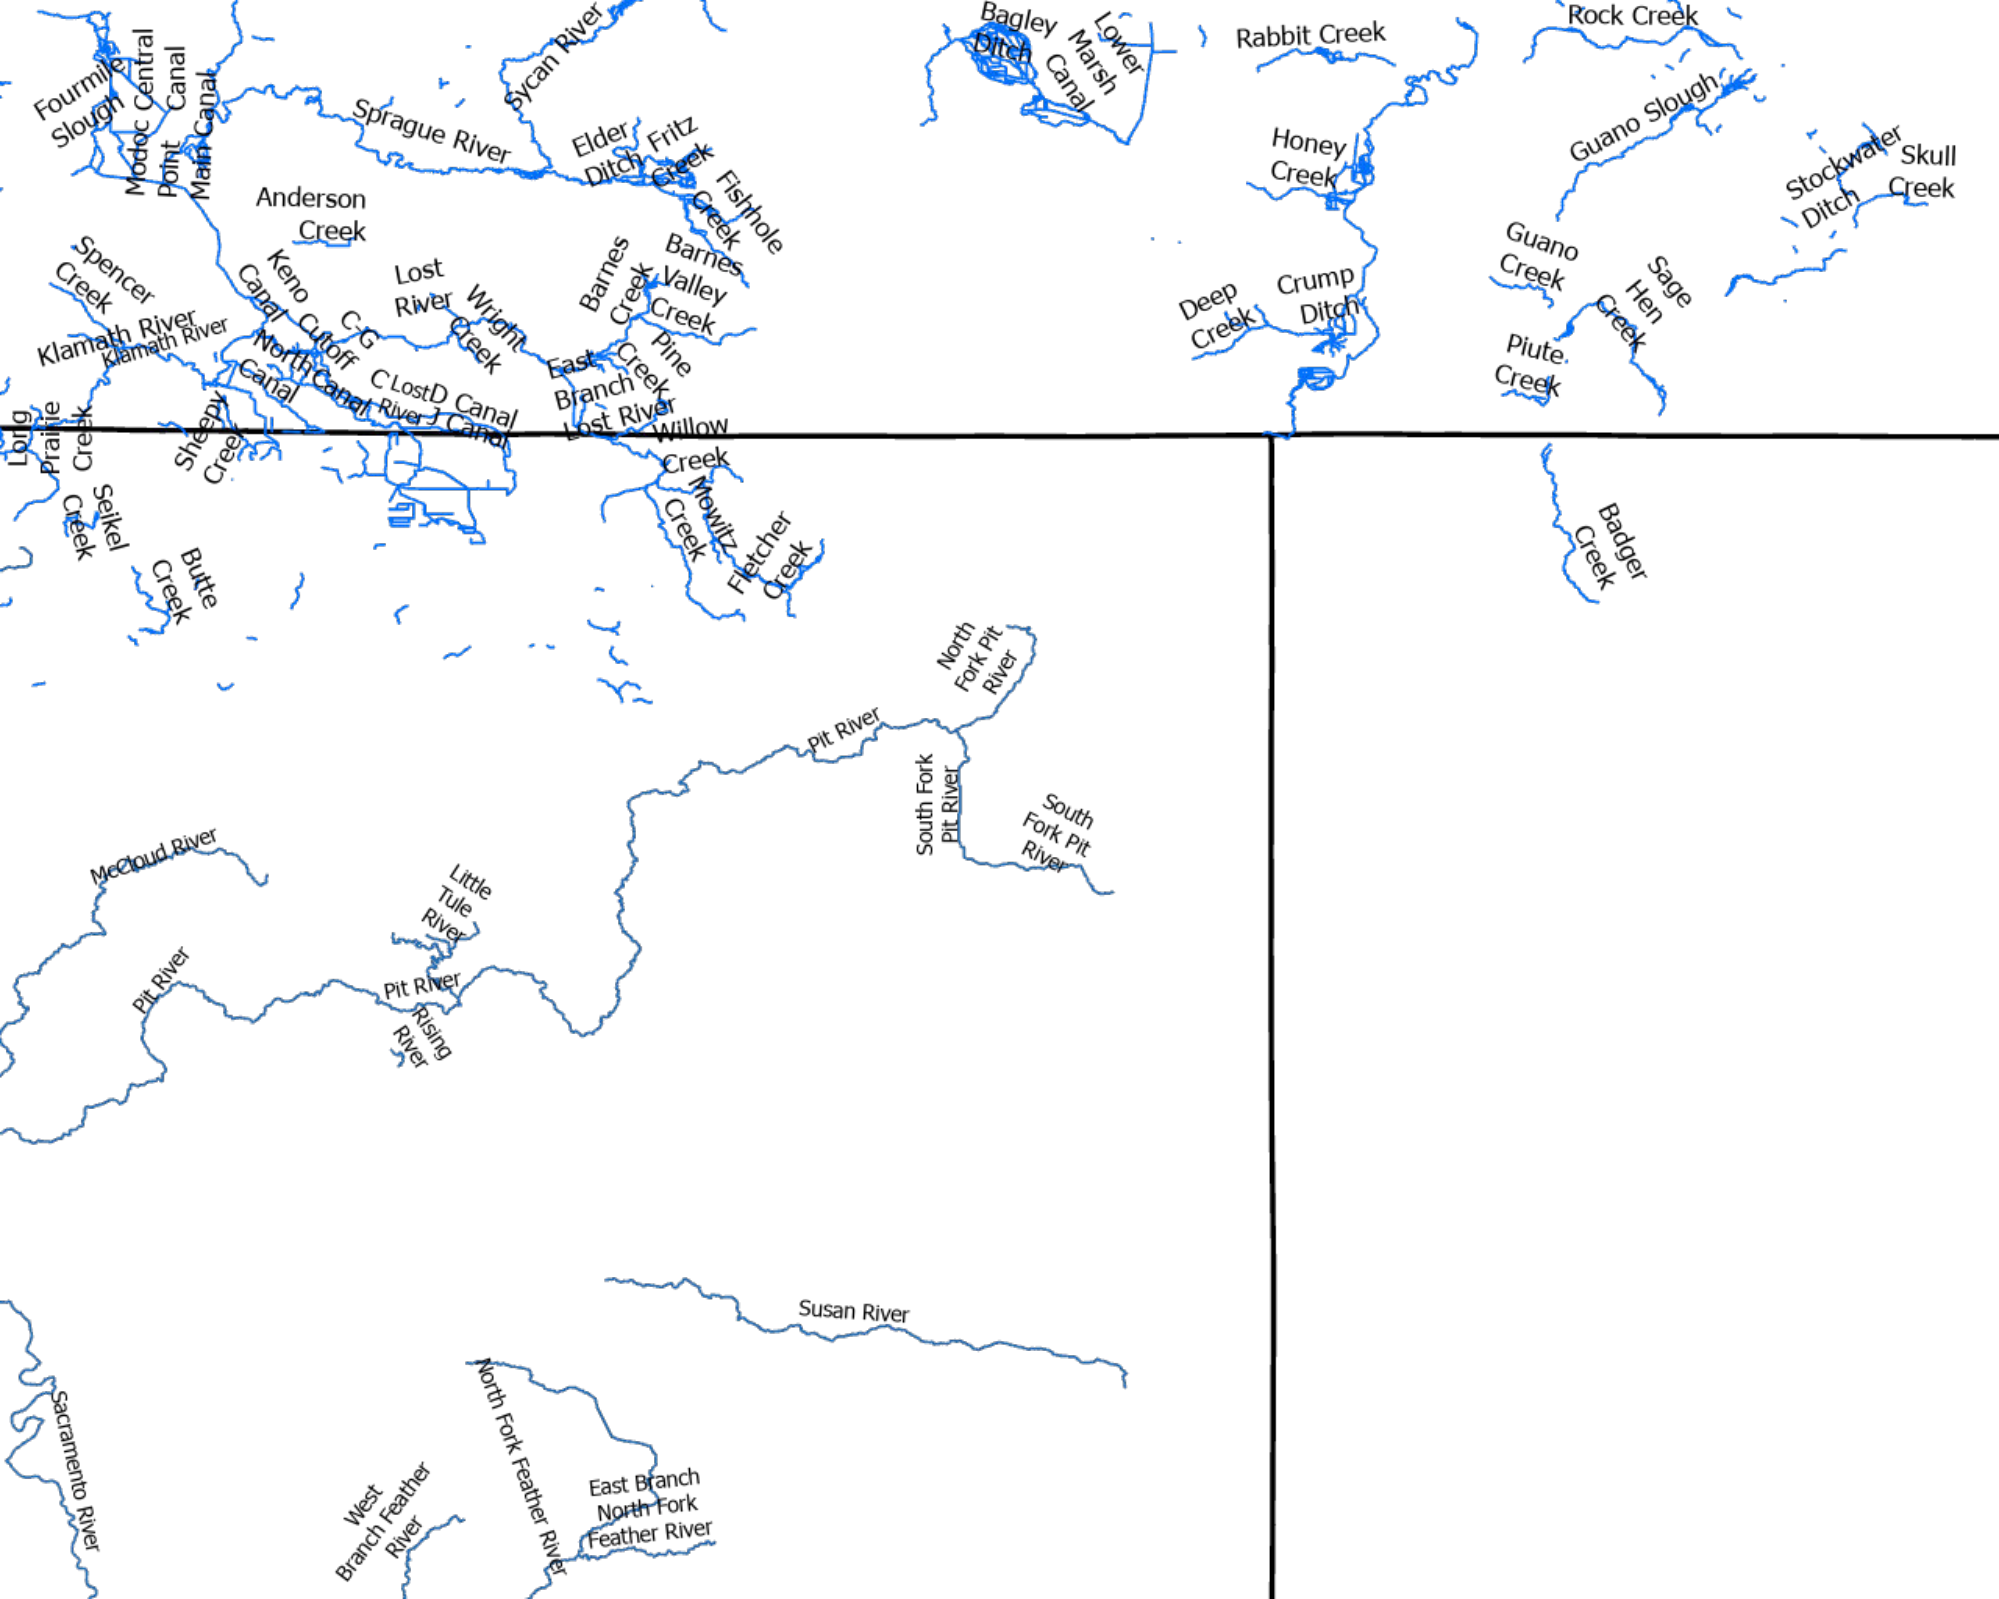 Sycan River
Bagley
Ditch
Lower
Marsh
Canal
Rabbit Creek
Rock Creek
Fourmile
Slough
Modoc
Point
Central
Canal
Main Canal
Sprague River
Elder
Ditch
Fritz
Creek
Fishhole
Creek
Honey
Creek
Guano Slough
Stockwater
Ditch
Skull
Creek
Anderson
Creek
Spencer
Creek
Keno
Canal
Lost
River
Wright
Creek
Barnes
Creek
Barnes
Valley
Creek
Guano
Creek
Sage
Hen
Creek
Deep
Creek
Crump
Ditch
Klamath River
Klamath River
C-G
Cutoff
North
Canal
Canal
C
Lost
River
D Canal
J Canal
East
Branch
Lost River
Pine
Creek
Piute
Creek
Long
Prairie
Creek
Sheepy
Creek
Willow
Creek
Mowitz
Creek
Fletcher
Creek
Seikel
Creek
Butte
Creek
Badger
Creek
North
Fork Pit
River
Pit River
South Fork
Pit River
South
Fork Pit
River
McCloud River
Little
Tule
River
Pit River
Pit River
Rising
River
Susan River
Sacramento River
North Fork Feather River
West
Branch Feather
River
East Branch
North Fork
Feather River